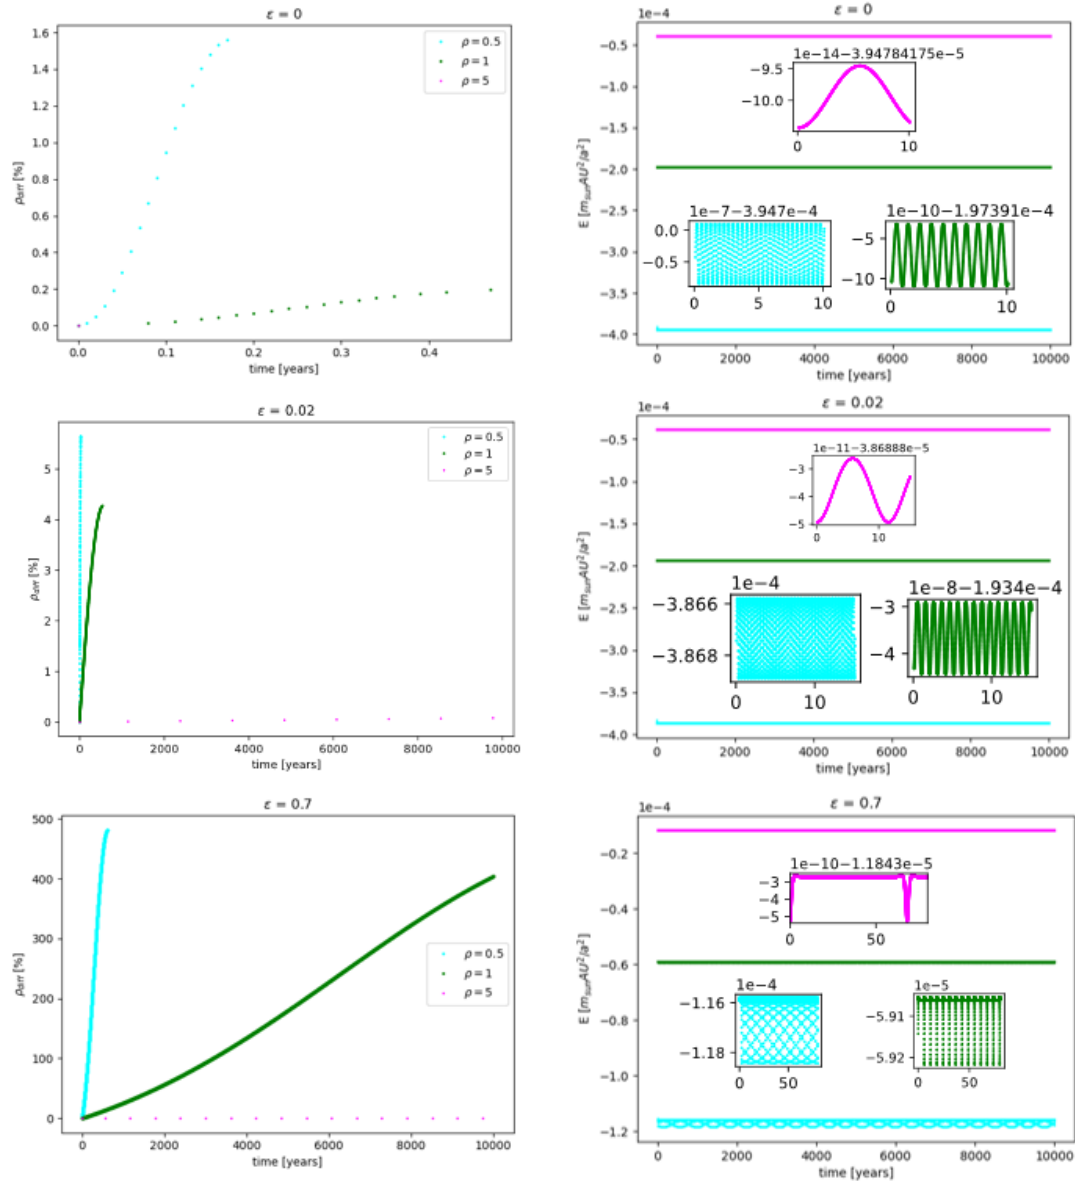 ε = 0
1.6
1.4
1.2
1.0
0.8
0.6
0.4
0.2
0.0
ρ_diff [%]
0.0 0.1 0.2 0.3 0.4
time [years]
ρ = 0.5
ρ = 1
ρ = 5
ε = 0
1e−4
−0.5
−1.0
−1.5
−2.0
−2.5
−3.0
−3.5
−4.0
E [m_sun AU²/a²]
1e−14−3.94784175e−5
−9.5
−10.0
0 10
1e−7−3.947e−4
0.0
−0.5
0 5 10
1e−10−1.97391e−4
−5
−10
0 10
0 2000 4000 6000 8000 10000
time [years]
ε = 0.02
5
4
3
2
1
0
ρ_diff [%]
0 2000 4000 6000 8000 10000
time [years]
ρ = 0.5
ρ = 1
ρ = 5
ε = 0.02
1e−4
−0.5
−1.0
−1.5
−2.0
−2.5
−3.0
−3.5
−4.0
E [m_sun AU²/a²]
1e−11−3.86888e−5
−3
−4
−5
0 10
1e−4
−3.866
−3.868
0 10
1e−8−1.934e−4
−3
−4
0 10
0 2000 4000 6000 8000 10000
time [years]
ε = 0.7
500
400
300
200
100
0
ρ_diff [%]
0 2000 4000 6000 8000 10000
time [years]
ρ = 0.5
ρ = 1
ρ = 5
ε = 0.7
1e−4
−0.2
−0.4
−0.6
−0.8
−1.0
−1.2
E [m_sun AU²/a²]
1e−10−1.1843e−5
−3
−4
−5
0 50
1e−4
−1.16
−1.18
0 50
1e−5
−5.91
−5.92
0 50
0 2000 4000 6000 8000 10000
time [years]